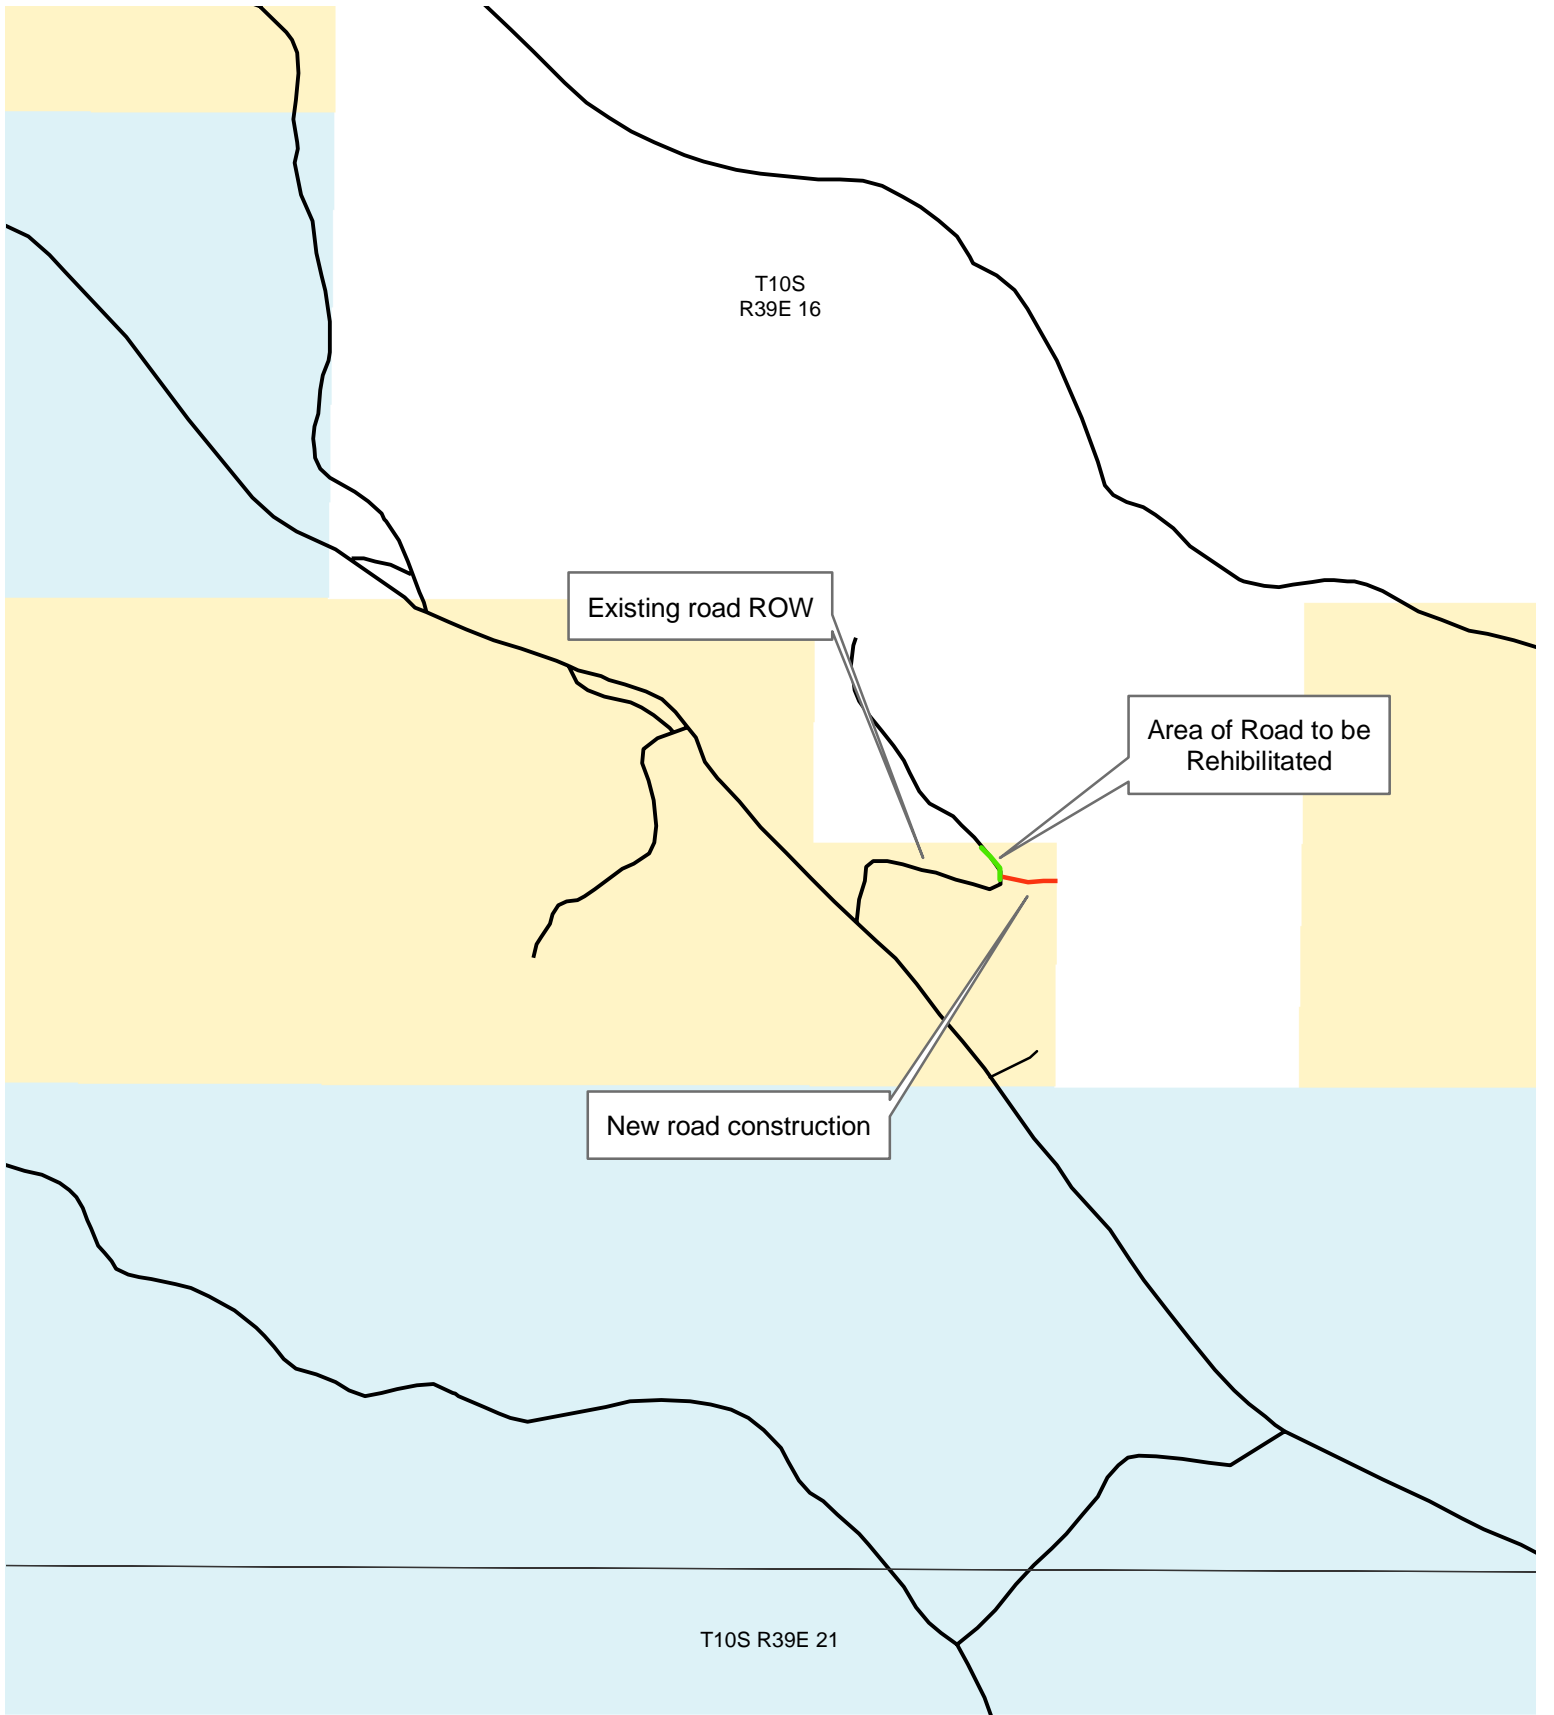 T10S
R39E 16
Existing road ROW
Area of Road to be
Rehibilitated
New road construction
T10S R39E 21